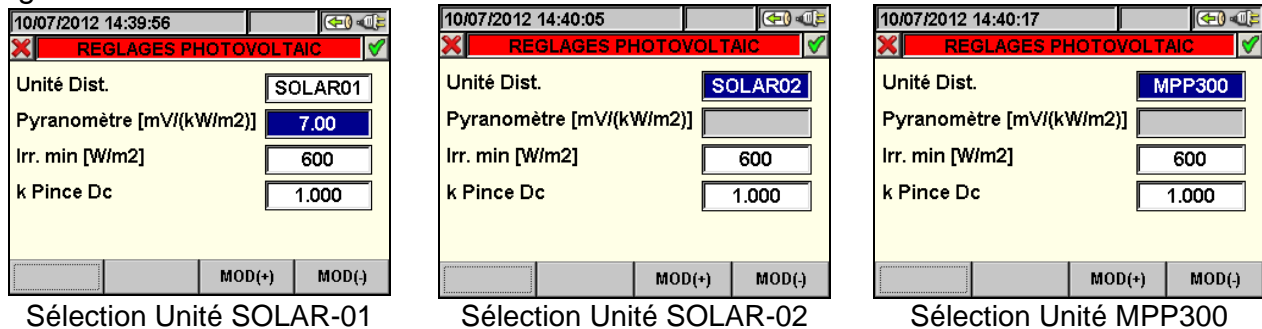 10/07/2012 14:39:56
REGLAGES PHOTOVOLTAIC
Unité Dist. SOLAR01
Pyranomètre [mV/(kW/m2)] 7.00
Irr. min [W/m2] 600
k Pince Dc 1.000
MOD(+) MOD(-)
Sélection Unité SOLAR-01
10/07/2012 14:40:05
REGLAGES PHOTOVOLTAIC
Unité Dist. SOLAR02
Pyranomètre [mV/(kW/m2)]
Irr. min [W/m2] 600
k Pince Dc 1.000
MOD(+) MOD(-)
Sélection Unité SOLAR-02
10/07/2012 14:40:17
REGLAGES PHOTOVOLTAIC
Unité Dist. MPP300
Pyranomètre [mV/(kW/m2)]
Irr. min [W/m2] 600
k Pince Dc 1.000
MOD(+) MOD(-)
Sélection Unité MPP300